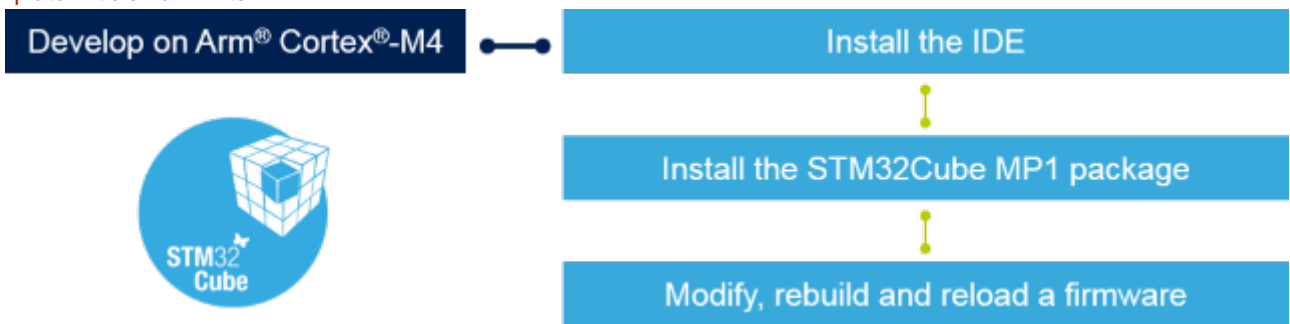 Develop on Arm® Cortex®-M4
Install the IDE
Install the STM32Cube MP1 package
STM32
Cube
Modify, rebuild and reload a firmware